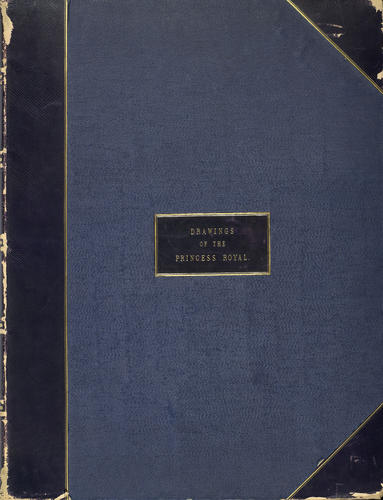 DRAWINGS
OF THE
PRINCESS ROYAL.